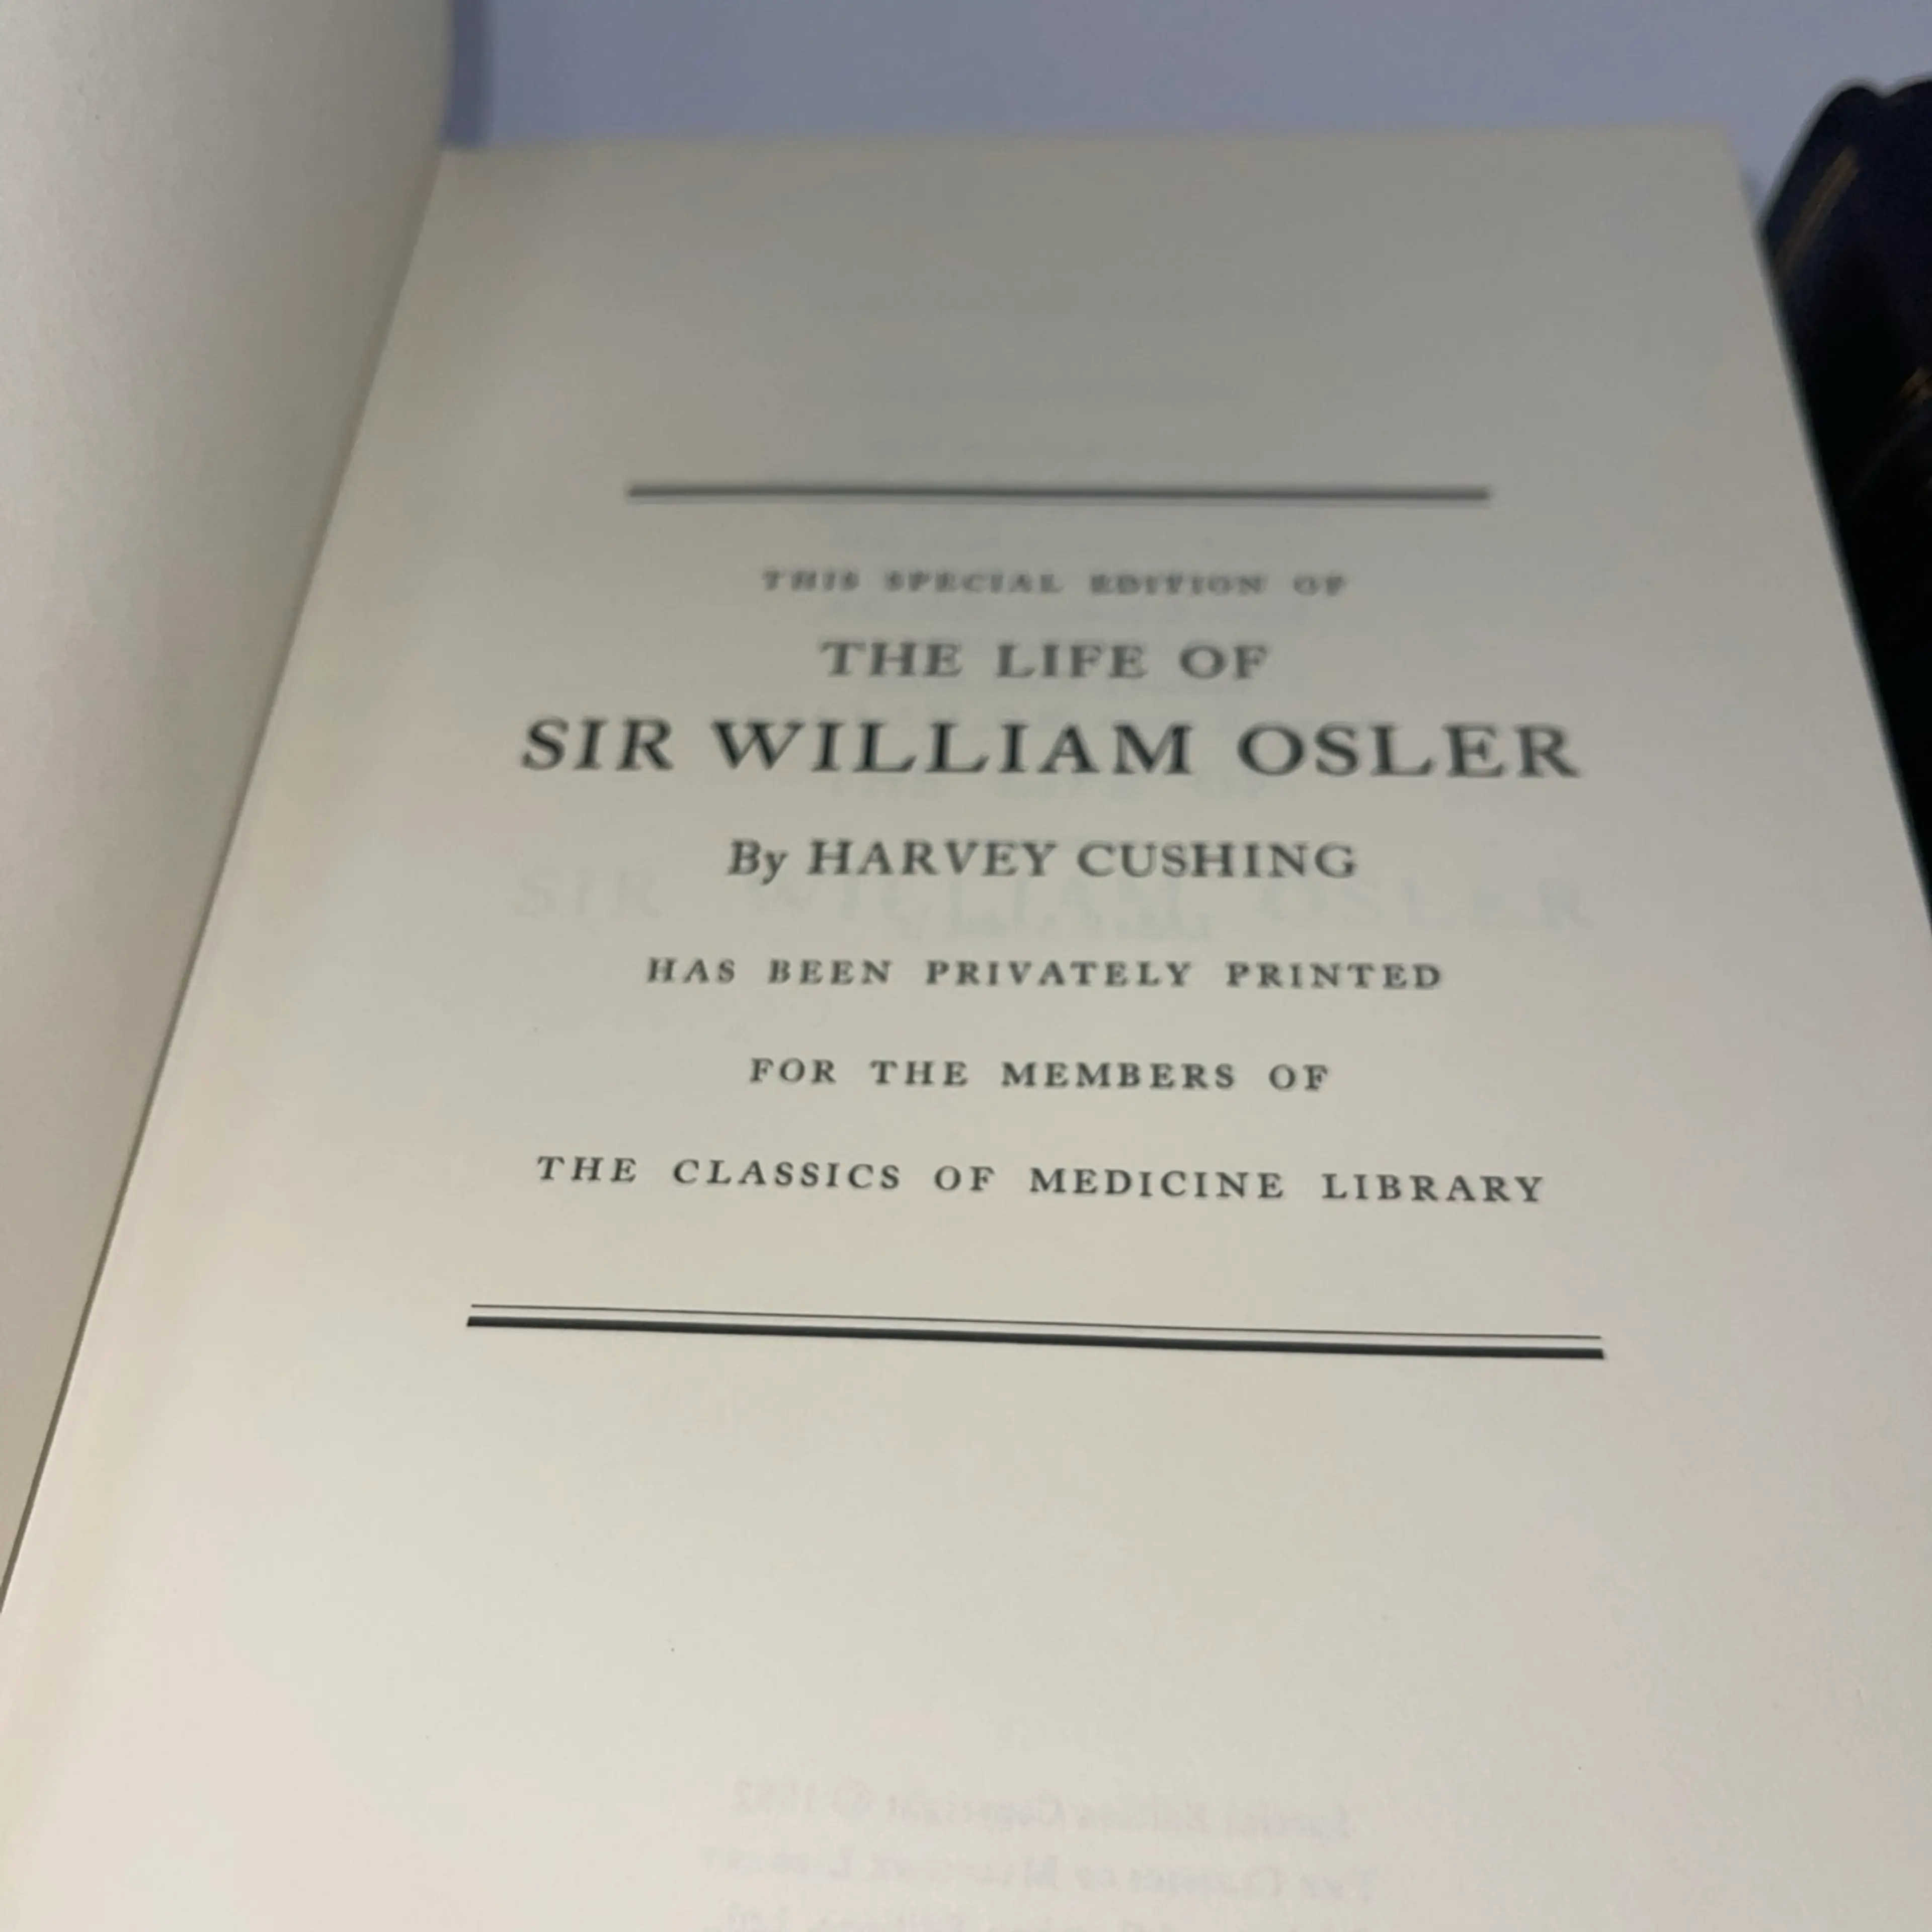 THIS SPECIAL EDITION OF
THE LIFE OF
SIR WILLIAM OSLER
By HARVEY CUSHING
HAS BEEN PRIVATELY PRINTED
FOR THE MEMBERS OF
THE CLASSICS OF MEDICINE LIBRARY